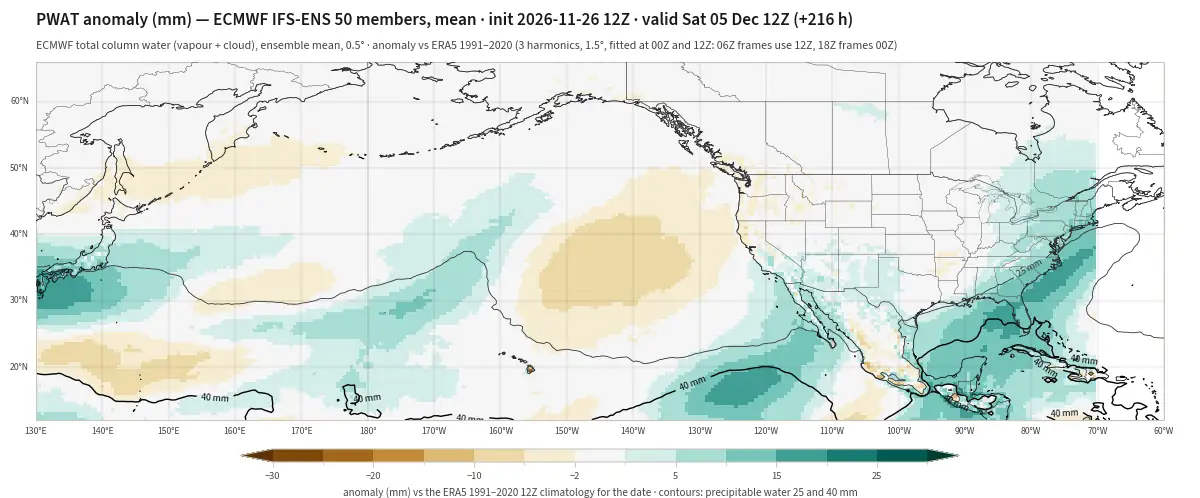 PWAT anomaly (mm) — ECMWF IFS-ENS 50 members, mean · init 2026-11-26 12Z · valid Sat 05 Dec 12Z (+216 h)
ECMWF total column water (vapour + cloud), ensemble mean, 0.5° · anomaly vs ERA5 1991–2020 (3 harmonics, 1.5°, fitted at 00Z and 12Z: 06Z frames use 12Z, 18Z frames 00Z)
60°N
50°N
40°N
30°N
20°N
25 mm
40 mm
40 mm
40 mm
40 mm
40 mm
40 mm
40 mm
130°E 140°E 150°E 160°E 170°E 180° 170°W 160°W 150°W 140°W 130°W 120°W 110°W 100°W 90°W 80°W 70°W 60°W
−30 −20 −10 −2 5 15 25
anomaly (mm) vs the ERA5 1991–2020 12Z climatology for the date · contours: precipitable water 25 and 40 mm